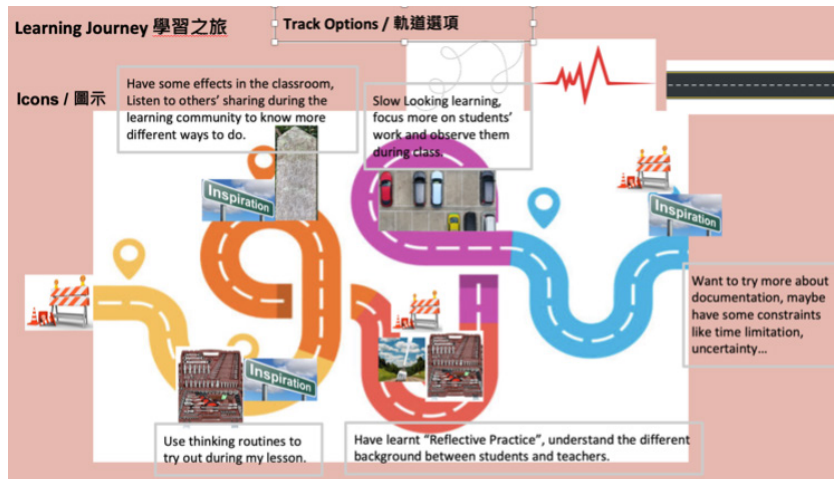 Learning Journey 學習之旅
Track Options / 軌道選項
Icons / 圖示
Have some effects in the classroom,
Listen to others' sharing during the
learning community to know more
different ways to do.
Slow Looking learning,
focus more on students'
work and observe them
during class.
Inspiration
Inspiration
Want to try more about
documentation, maybe
have some constraints
like time limitation,
uncertainty…
Inspiration
Use thinking routines to
try out during my lesson.
Have learnt “Reflective Practice”, understand the different
background between students and teachers.